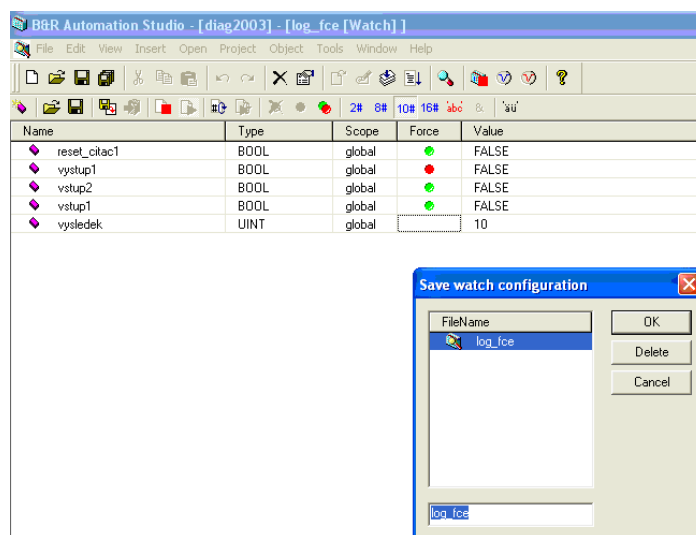 B&R Automation Studio - [diag2003] - [log_fce [Watch] ]
File Edit View Insert Open Project Object Tools Window Help
2# 8# 10# 16# 'abc' & 'äü'
Name Type Scope Force Value
reset_citac1 BOOL global FALSE
vystup1 BOOL global FALSE
vstup2 BOOL global FALSE
vstup1 BOOL global FALSE
vysledek UINT global 10
Save watch configuration
FileName
log_fce
OK
Delete
Cancel
log_fce